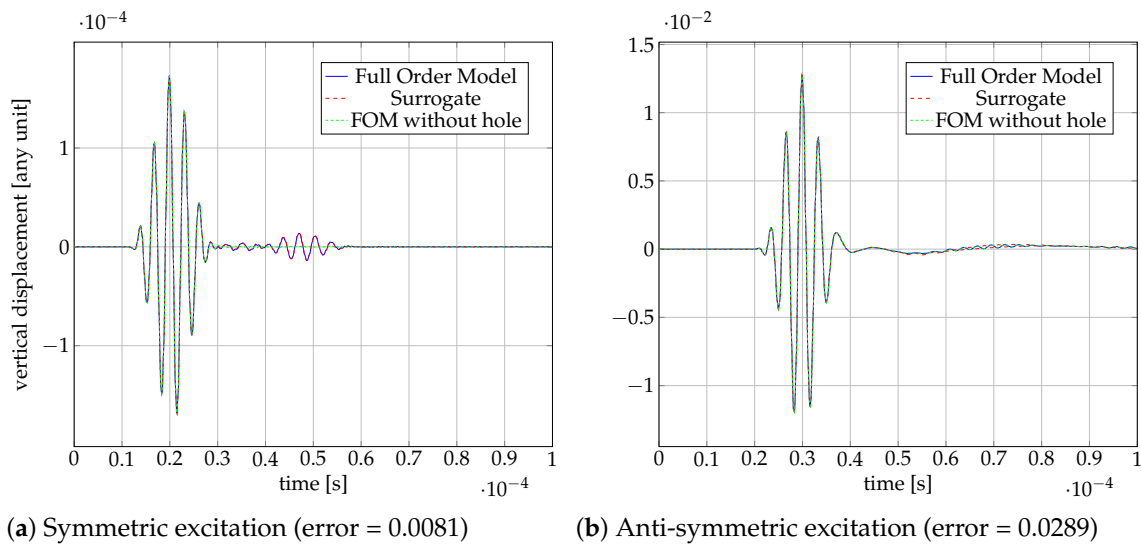 ·10⁻⁴
vertical displacement [any unit]
1
0
−1
Full Order Model
Surrogate
FOM without hole
0 0.1 0.2 0.3 0.4 0.5 0.6 0.7 0.8 0.9 1
time [s]
·10⁻⁴
(a) Symmetric excitation (error = 0.0081)
·10⁻²
1.5
1
0.5
0
−0.5
−1
Full Order Model
Surrogate
FOM without hole
0 0.1 0.2 0.3 0.4 0.5 0.6 0.7 0.8 0.9 1
time [s]
·10⁻⁴
(b) Anti-symmetric excitation (error = 0.0289)